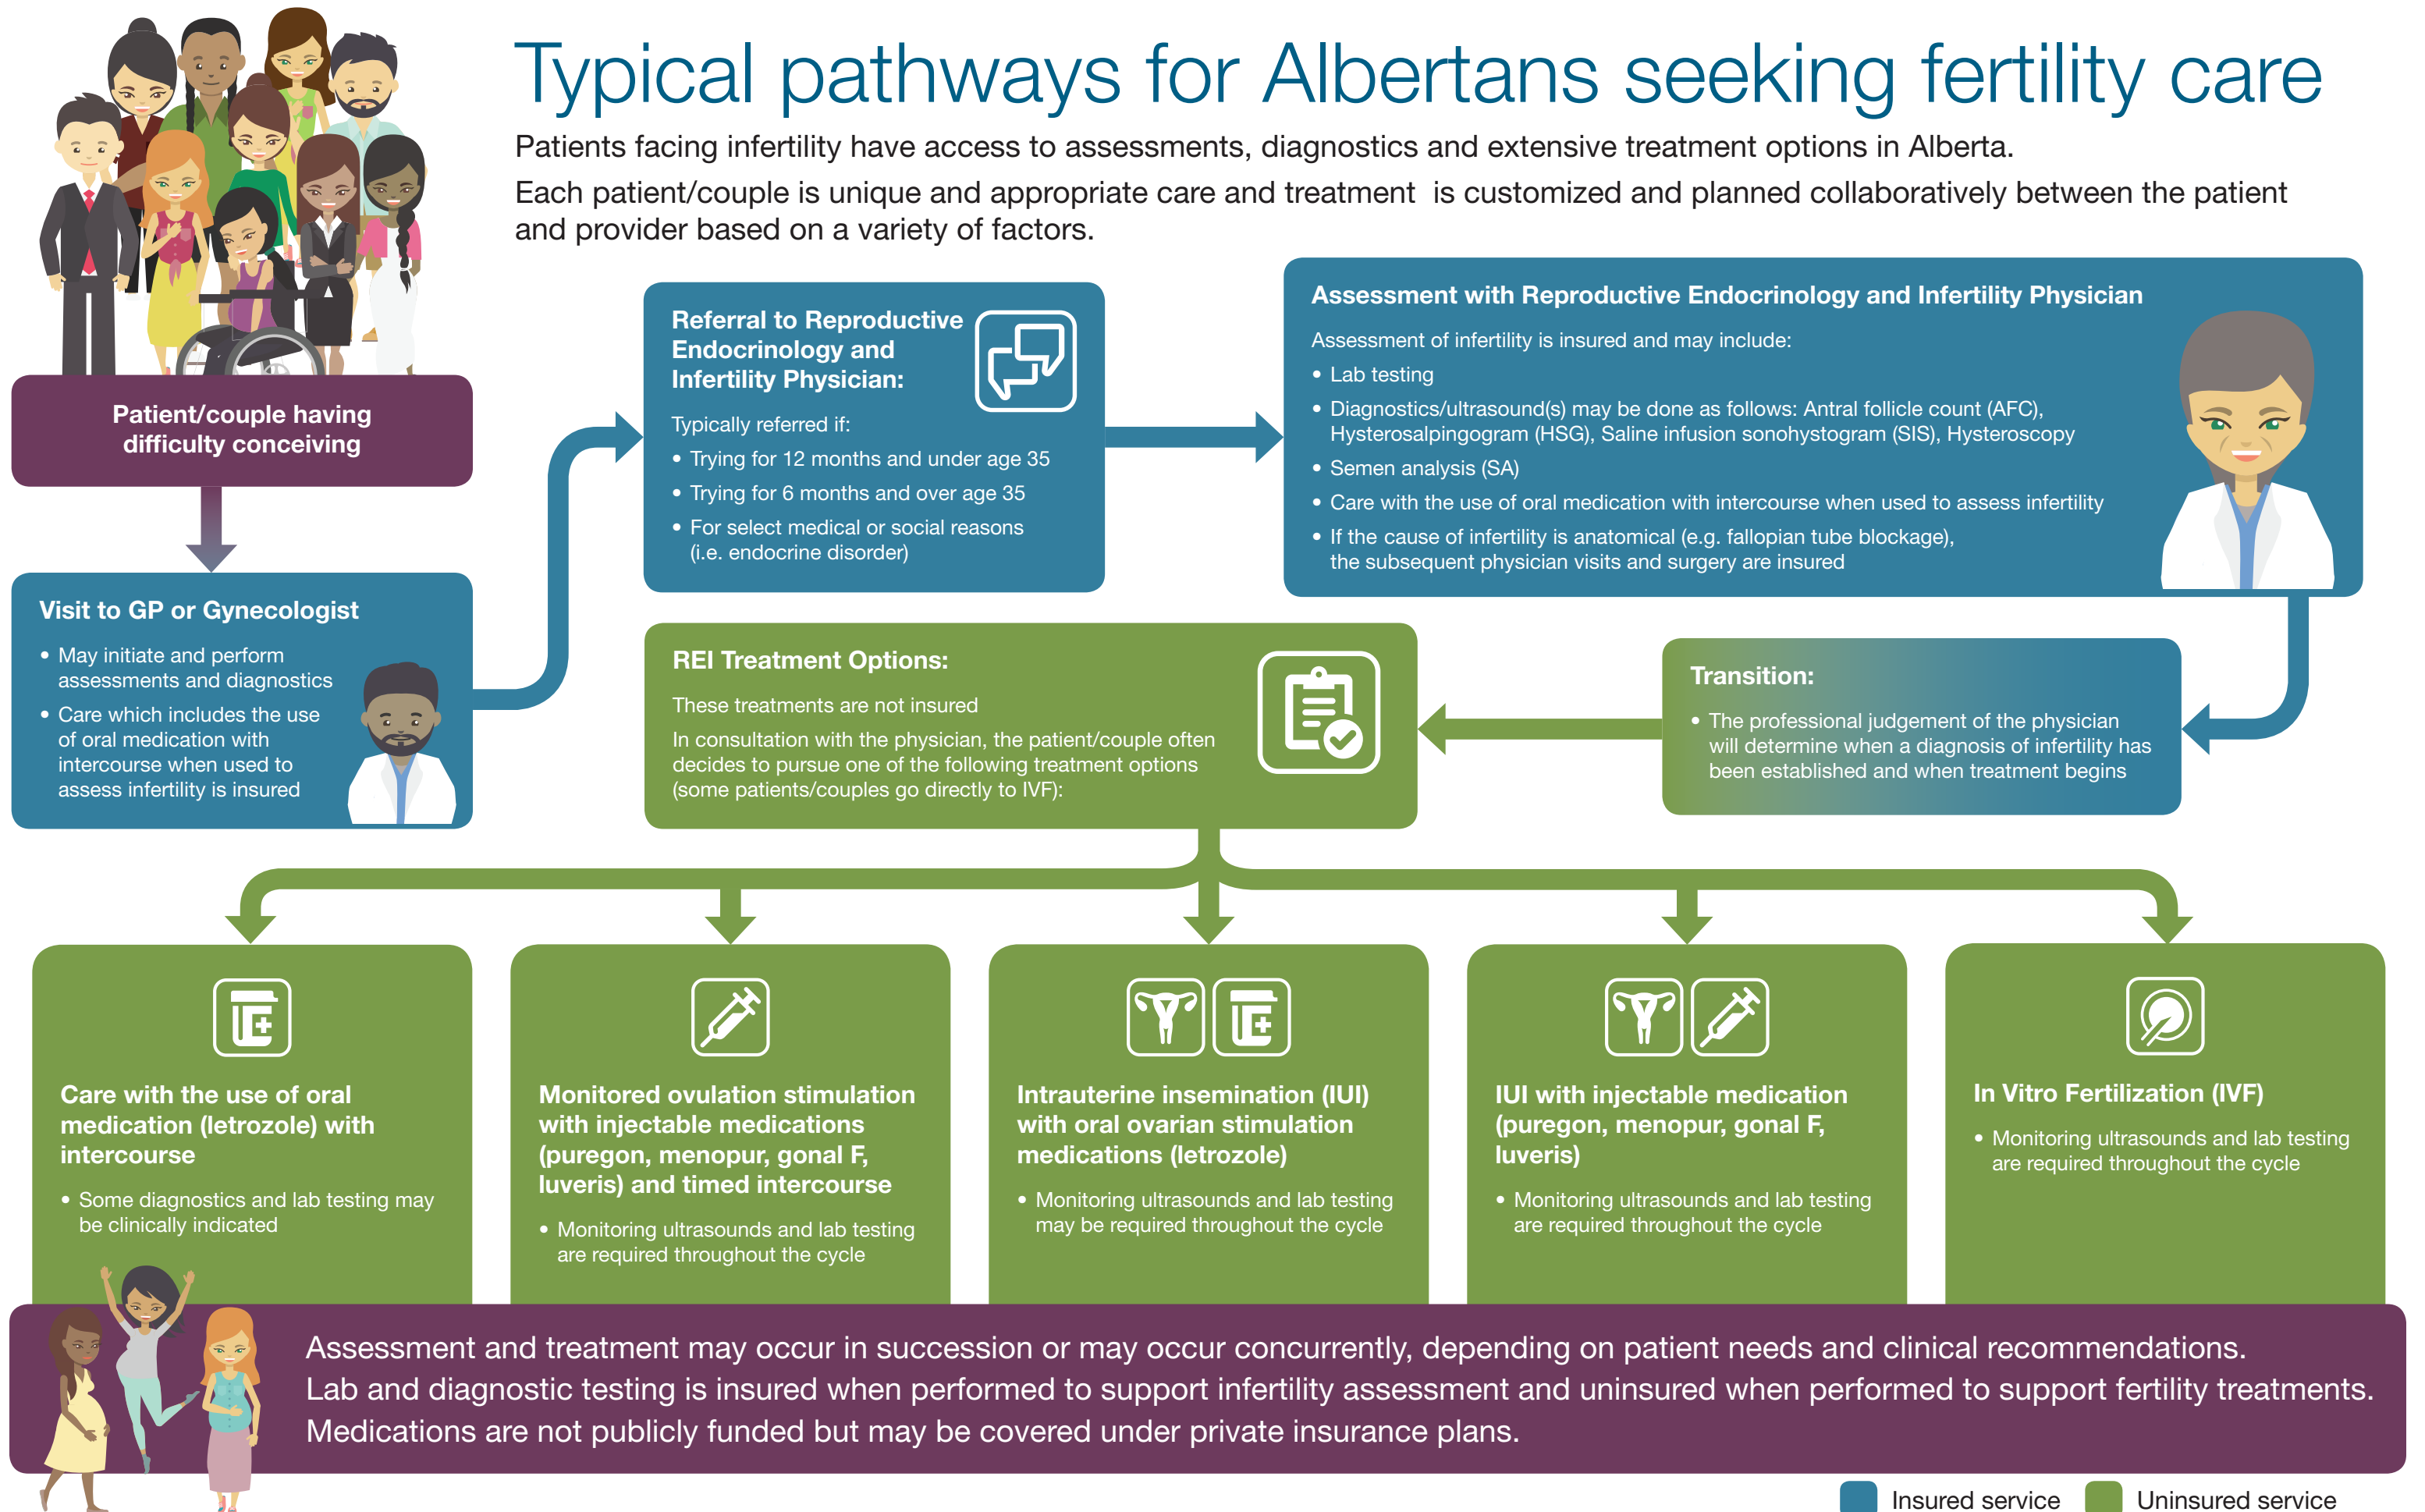 Typical pathways for Albertans seeking fertility care
Patients facing infertility have access to assessments, diagnostics and extensive treatment options in Alberta.
Each patient/couple is unique and appropriate care and treatment  is customized and planned collaboratively between the patient
and provider based on a variety of factors.
Patient/couple having
difficulty conceiving
Visit to GP or Gynecologist
• May initiate and perform
assessments and diagnostics
• Care which includes the use
of oral medication with
intercourse when used to
assess infertility is insured
Referral to Reproductive
Endocrinology and
Infertility Physician:
Typically referred if:
• Trying for 12 months and under age 35
• Trying for 6 months and over age 35
• For select medical or social reasons
(i.e. endocrine disorder)
Assessment with Reproductive Endocrinology and Infertility Physician
Assessment of infertility is insured and may include:
• Lab testing
• Diagnostics/ultrasound(s) may be done as follows: Antral follicle count (AFC),
Hysterosalpingogram (HSG), Saline infusion sonohystogram (SIS), Hysteroscopy
• Semen analysis (SA)
• Care with the use of oral medication with intercourse when used to assess infertility
• If the cause of infertility is anatomical (e.g. fallopian tube blockage),
the subsequent physician visits and surgery are insured
Transition:
• The professional judgement of the physician
will determine when a diagnosis of infertility has
been established and when treatment begins
REI Treatment Options:
These treatments are not insured
In consultation with the physician, the patient/couple often
decides to pursue one of the following treatment options
(some patients/couples go directly to IVF):
Care with the use of oral
medication (letrozole) with
intercourse
• Some diagnostics and lab testing may
be clinically indicated
Monitored ovulation stimulation
with injectable medications
(puregon, menopur, gonal F,
luveris) and timed intercourse
• Monitoring ultrasounds and lab testing
are required throughout the cycle
Intrauterine insemination (IUI)
with oral ovarian stimulation
medications (letrozole)
• Monitoring ultrasounds and lab testing
may be required throughout the cycle
IUI with injectable medication
(puregon, menopur, gonal F,
luveris)
• Monitoring ultrasounds and lab testing
are required throughout the cycle
In Vitro Fertilization (IVF)
• Monitoring ultrasounds and lab testing
are required throughout the cycle
Assessment and treatment may occur in succession or may occur concurrently, depending on patient needs and clinical recommendations.
Lab and diagnostic testing is insured when performed to support infertility assessment and uninsured when performed to support fertility treatments.
Medications are not publicly funded but may be covered under private insurance plans.
Insured service
Uninsured service